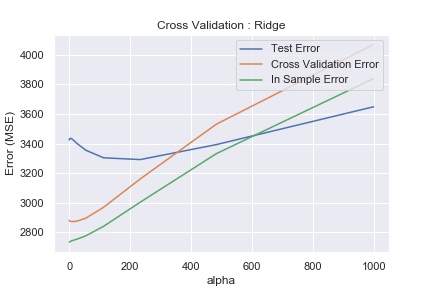 Cross Validation : Ridge
Test Error
Cross Validation Error
In Sample Error
4000
3800
3600
3400
3200
3000
2800
Error (MSE)
0
200
400
600
800
1000
alpha